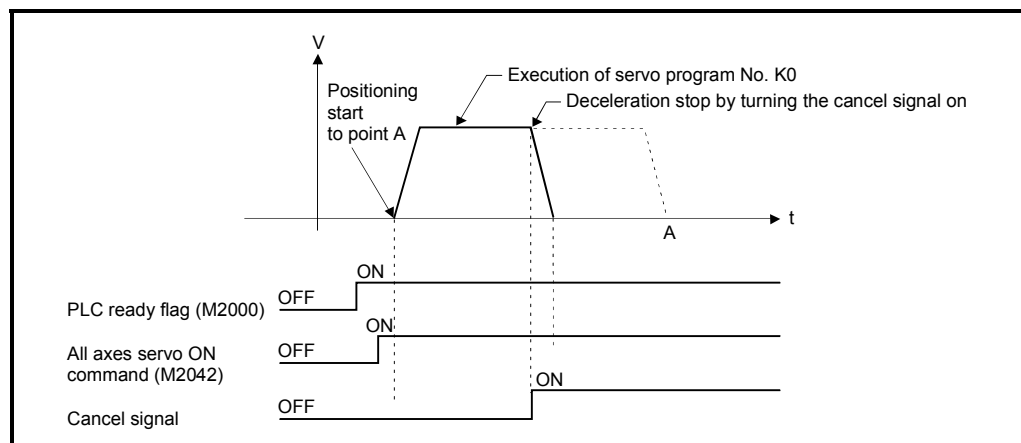 V
Execution of servo program No. K0
Deceleration stop by turning the cancel signal on
Positioning
start
to point A
t
A
ON
OFF
PLC ready flag (M2000)
ON
OFF
All axes servo ON
command (M2042)
ON
OFF
Cancel signal